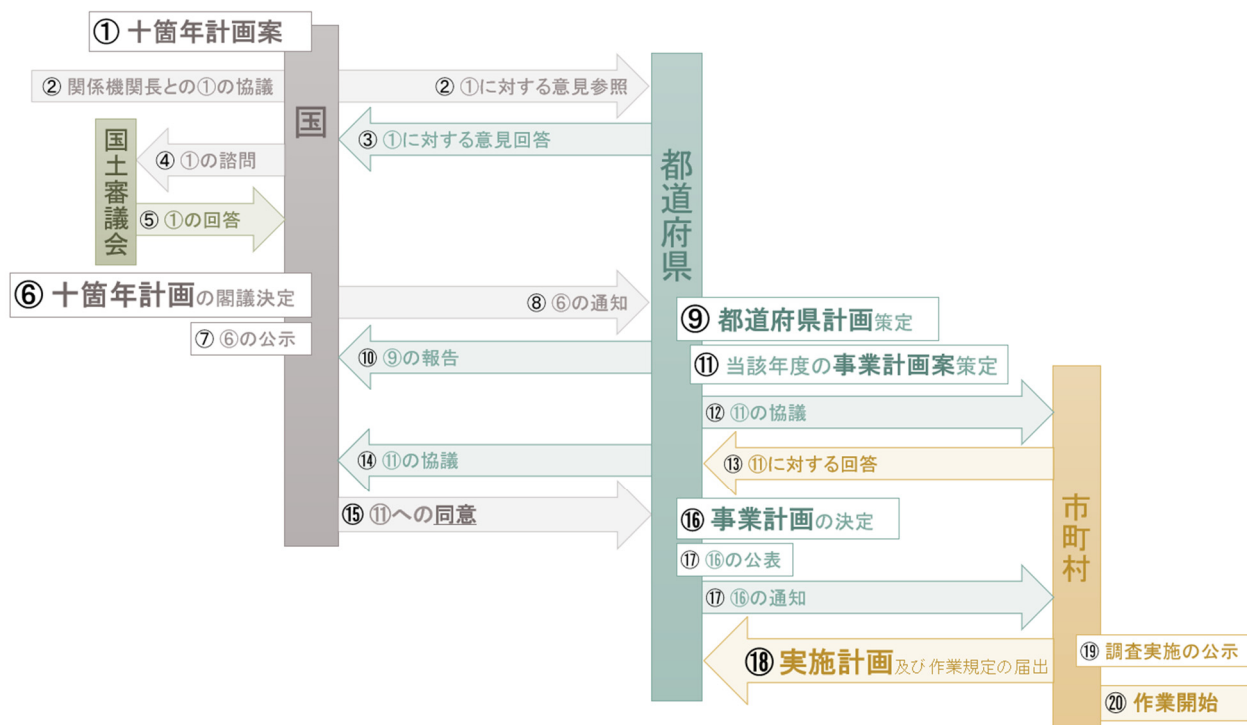 ① 十箇年計画案
② 関係機関長との①の協議
② ①に対する意見参照
国
③ ①に対する意見回答
国土審議会
④ ①の諮問
都道府県
⑤ ①の回答
⑥ 十箇年計画の閣議決定
⑧ ⑥の通知
⑨ 都道府県計画策定
⑦ ⑥の公示
⑩ ⑨の報告
⑪ 当該年度の事業計画案策定
⑫ ⑪の協議
⑭ ⑪の協議
⑬ ⑪に対する回答
⑮ ⑪への同意
⑯ 事業計画の決定
市町村
⑰ ⑯の公表
⑰ ⑯の通知
⑱ 実施計画及び作業規定の届出
⑲ 調査実施の公示
⑳ 作業開始